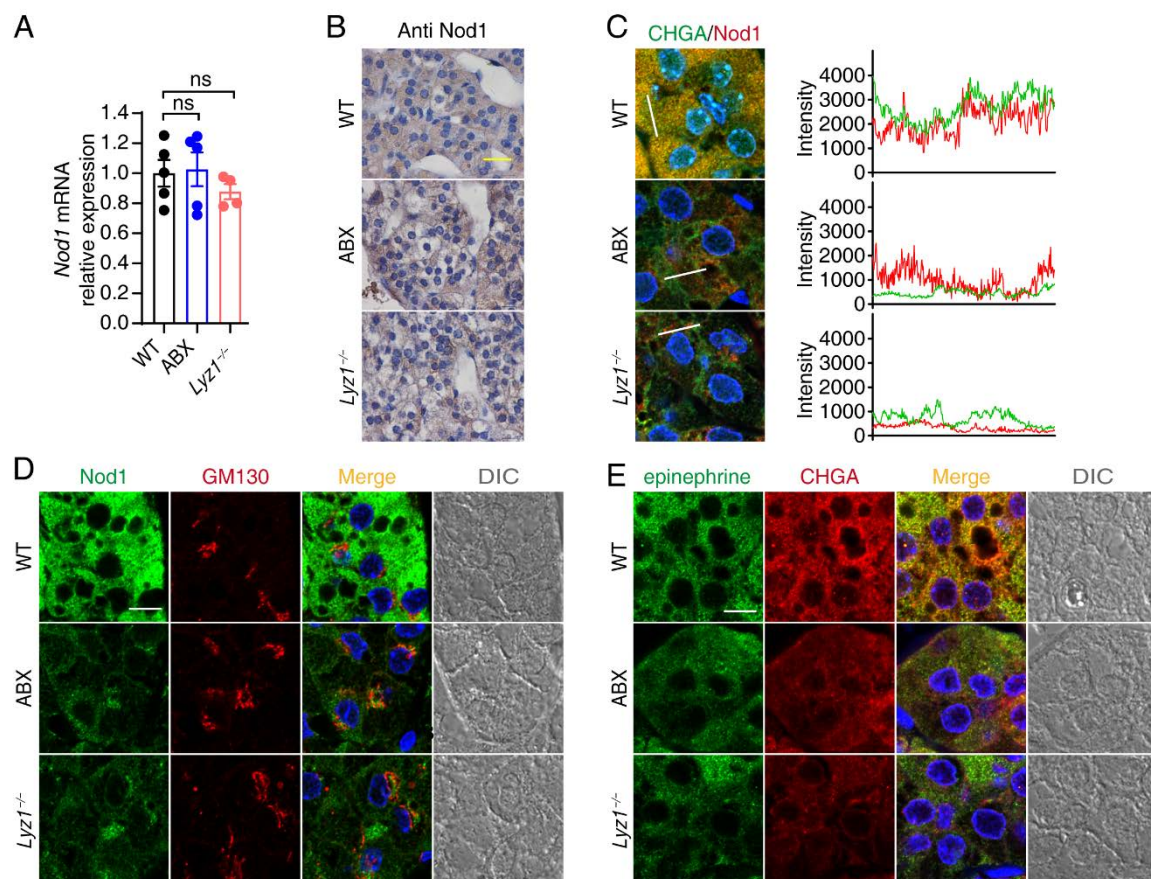 A
ns
ns
Nod1 mRNA
relative expression
1.4
1.2
1.0
0.8
0.6
0.4
0.2
0.0
WT
ABX
Lyz1⁻/⁻
B
Anti Nod1
WT
ABX
Lyz1⁻/⁻
C
CHGA/Nod1
WT
ABX
Lyz1⁻/⁻
Intensity
4000
3000
2000
1000
0
Intensity
4000
3000
2000
1000
0
Intensity
4000
3000
2000
1000
0
D
Nod1 GM130 Merge DIC
WT
ABX
Lyz1⁻/⁻
E
epinephrine CHGA Merge DIC
WT
ABX
Lyz1⁻/⁻